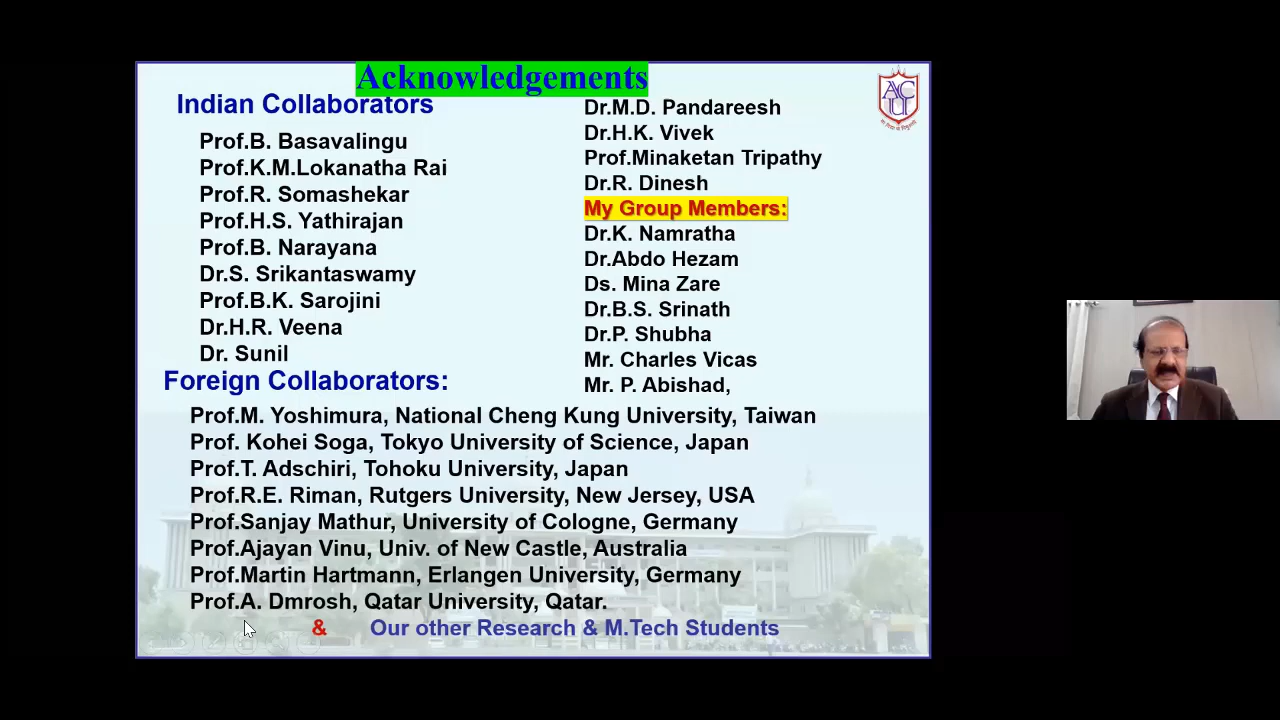 Acknowledgements
Indian Collaborators
Prof.B. Basavalingu
Prof.K.M.Lokanatha Rai
Prof.R. Somashekar
Prof.H.S. Yathirajan
Prof.B. Narayana
Dr.S. Srikantaswamy
Prof.B.K. Sarojini
Dr.H.R. Veena
Dr. Sunil
Dr.M.D. Pandareesh
Dr.H.K. Vivek
Prof.Minaketan Tripathy
Dr.R. Dinesh
My Group Members:
Dr.K. Namratha
Dr.Abdo Hezam
Ds. Mina Zare
Dr.B.S. Srinath
Dr.P. Shubha
Mr. Charles Vicas
Mr. P. Abishad,
Foreign Collaborators:
Prof.M. Yoshimura, National Cheng Kung University, Taiwan
Prof. Kohei Soga, Tokyo University of Science, Japan
Prof.T. Adschiri, Tohoku University, Japan
Prof.R.E. Riman, Rutgers University, New Jersey, USA
Prof.Sanjay Mathur, University of Cologne, Germany
Prof.Ajayan Vinu, Univ. of New Castle, Australia
Prof.Martin Hartmann, Erlangen University, Germany
Prof.A. Dmrosh, Qatar University, Qatar.
& Our other Research & M.Tech Students
ACU